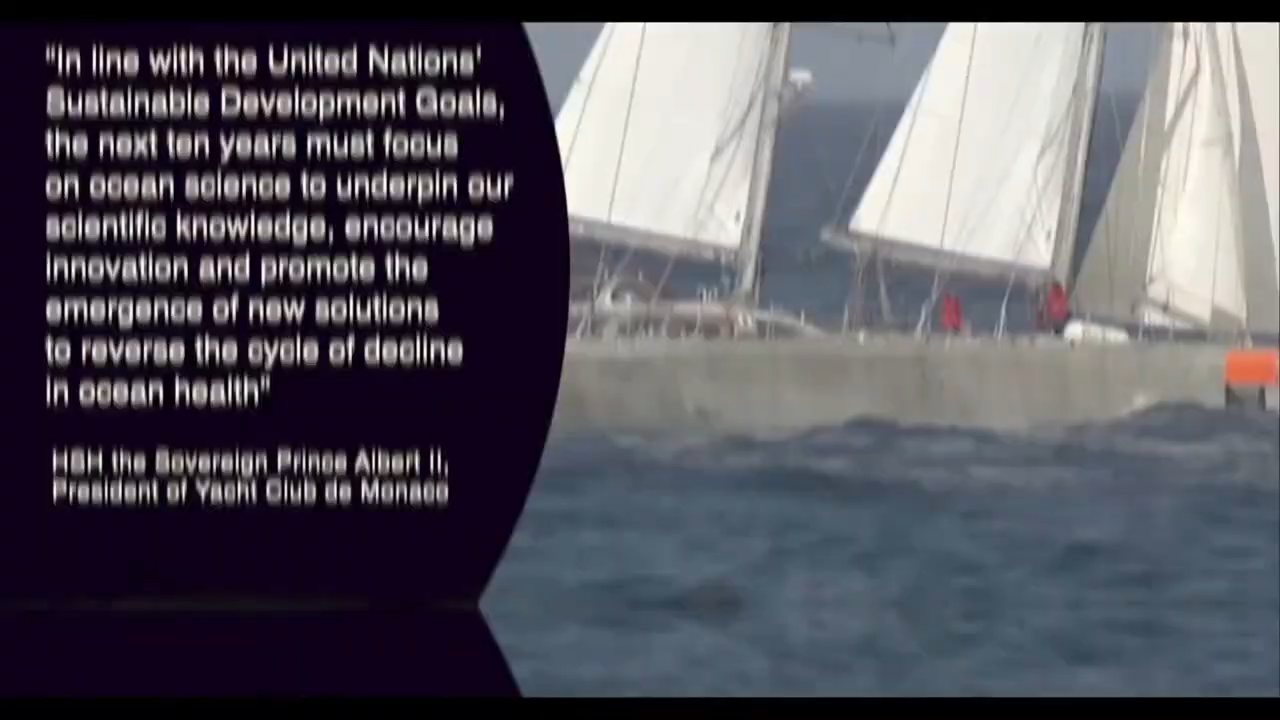 "In line with the United Nations'
Sustainable Development Goals,
the next ten years must focus
on ocean science to underpin our
scientific knowledge, encourage
innovation and promote the
emergence of new solutions
to reverse the cycle of decline
in ocean health"
HSH the Sovereign Prince Albert II,
President of Yacht Club de Monaco